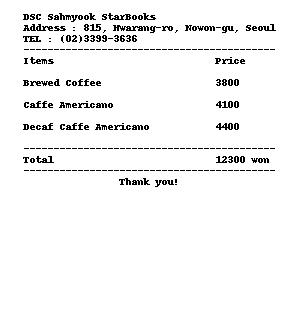 DSC Sahmyook StarBooks
Address : 815, Hwarang-ro, Nowon-gu, Seoul
TEL : (02)3399-3636
------------------------------------------
Items Price
Brewed Coffee 3800
Caffe Americano 4100
Decaf Caffe Americano 4400
------------------------------------------
Total 12300 won
------------------------------------------
Thank you!